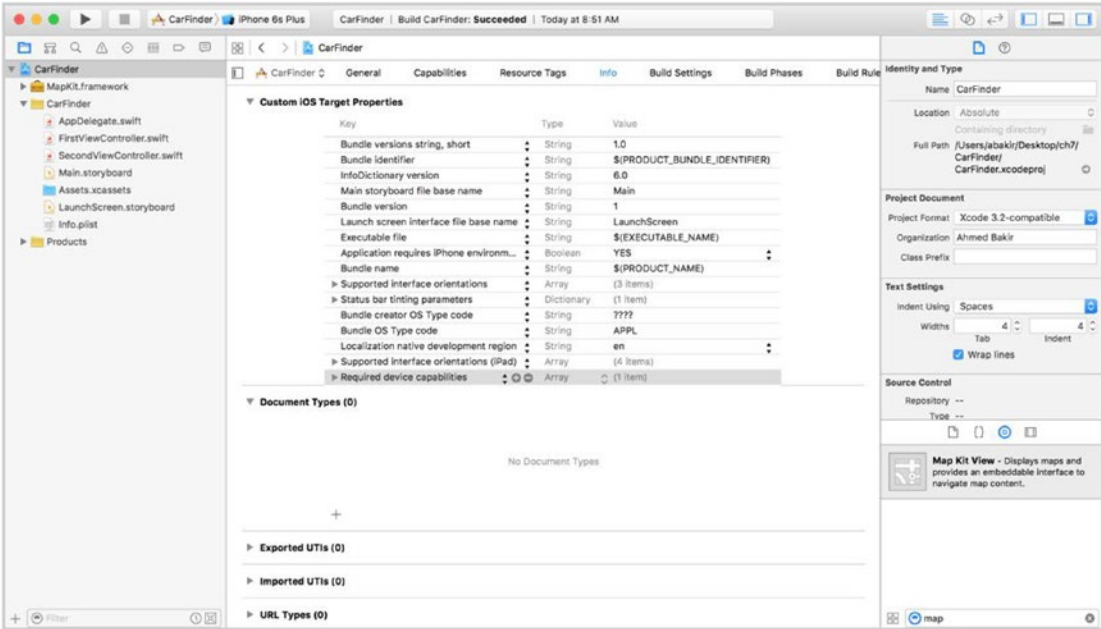 CarFinder iPhone 6s Plus CarFinder | Build CarFinder: Succeeded | Today at 8:51 AM
CarFinder
MapKit.framework
CarFinder
AppDelegate.swift
FirstViewController.swift
SecondViewController.swift
Main.storyboard
Assets.xcassets
LaunchScreen.storyboard
Info.plist
Products
Filter
CarFinder
CarFinder General Capabilities Resource Tags Info Build Settings Build Phases Build Rule
Custom iOS Target Properties
Key Type Value
Bundle versions string, short String 1.0
Bundle identifier String $(PRODUCT_BUNDLE_IDENTIFIER)
InfoDictionary version String 6.0
Main storyboard file base name String Main
Bundle version String 1
Launch screen interface file base name String LaunchScreen
Executable file String $(EXECUTABLE_NAME)
Application requires iPhone environm... Boolean YES
Bundle name String $(PRODUCT_NAME)
Supported interface orientations Array (3 items)
Status bar tinting parameters Dictionary (1 item)
Bundle creator OS Type code String ????
Bundle OS Type code String APPL
Localization native development region String en
Supported interface orientations (iPad) Array (4 items)
Required device capabilities Array (1 item)
Document Types (0)
No Document Types
Exported UTIs (0)
Imported UTIs (0)
URL Types (0)
Identity and Type
Name CarFinder
Location Absolute
Containing directory
Full Path /Users/abakir/Desktop/ch7/
CarFinder/
CarFinder.xcodeproj
Project Document
Project Format Xcode 3.2-compatible
Organization Ahmed Bakir
Class Prefix
Text Settings
Indent Using Spaces
Widths 4 4
Tab Indent
Wrap lines
Source Control
Repository --
Type --
Map Kit View - Displays maps and
provides an embeddable interface to
navigate map content.
map